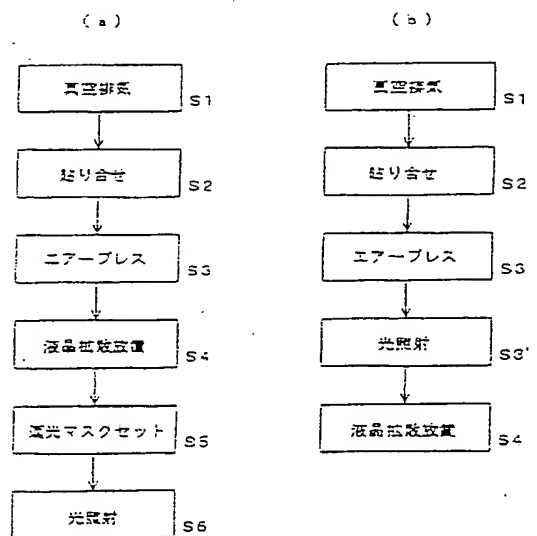 (a)
真空排気 S1
貼り合せ S2
エアープレス S3
液晶拡散放置 S4
遮光マスクセット S5
光照射 S6
(b)
真空排気 S1
貼り合せ S2
エアープレス S3
光照射 S3'
液晶拡散放置 S4